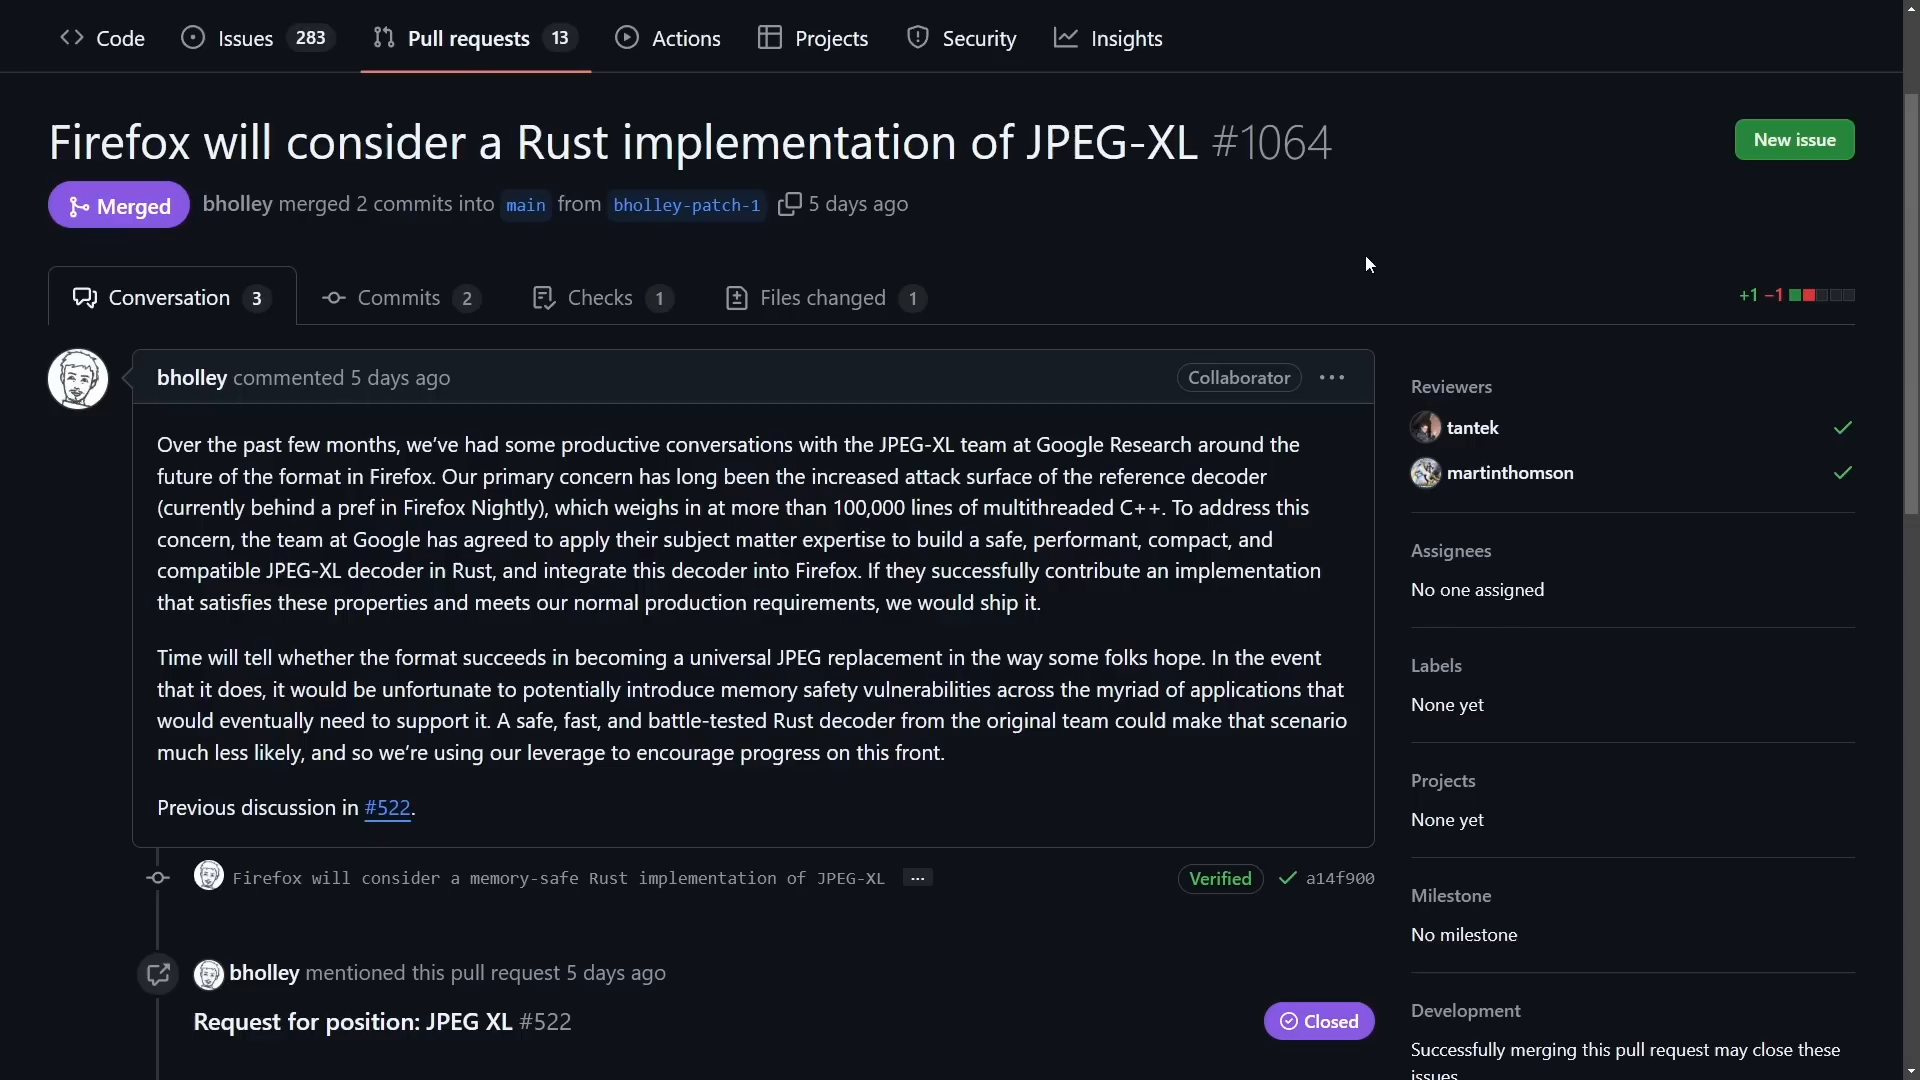 Code Issues 283 Pull requests 13 Actions Projects Security Insights
Firefox will consider a Rust implementation of JPEG-XL #1064
New issue
Merged bholley merged 2 commits into main from bholley-patch-1 5 days ago
Conversation 3 Commits 2 Checks 1 Files changed 1
+1 −1
bholley commented 5 days ago
Collaborator ···
Over the past few months, we've had some productive conversations with the JPEG-XL team at Google Research around the
future of the format in Firefox. Our primary concern has long been the increased attack surface of the reference decoder
(currently behind a pref in Firefox Nightly), which weighs in at more than 100,000 lines of multithreaded C++. To address this
concern, the team at Google has agreed to apply their subject matter expertise to build a safe, performant, compact, and
compatible JPEG-XL decoder in Rust, and integrate this decoder into Firefox. If they successfully contribute an implementation
that satisfies these properties and meets our normal production requirements, we would ship it.
Time will tell whether the format succeeds in becoming a universal JPEG replacement in the way some folks hope. In the event
that it does, it would be unfortunate to potentially introduce memory safety vulnerabilities across the myriad of applications that
would eventually need to support it. A safe, fast, and battle-tested Rust decoder from the original team could make that scenario
much less likely, and so we're using our leverage to encourage progress on this front.
Previous discussion in #522.
Firefox will consider a memory-safe Rust implementation of JPEG-XL ...
Verified a14f900
bholley mentioned this pull request 5 days ago
Request for position: JPEG XL #522
Closed
Reviewers
tantek
martinthomson
Assignees
No one assigned
Labels
None yet
Projects
None yet
Milestone
No milestone
Development
Successfully merging this pull request may close these
issues